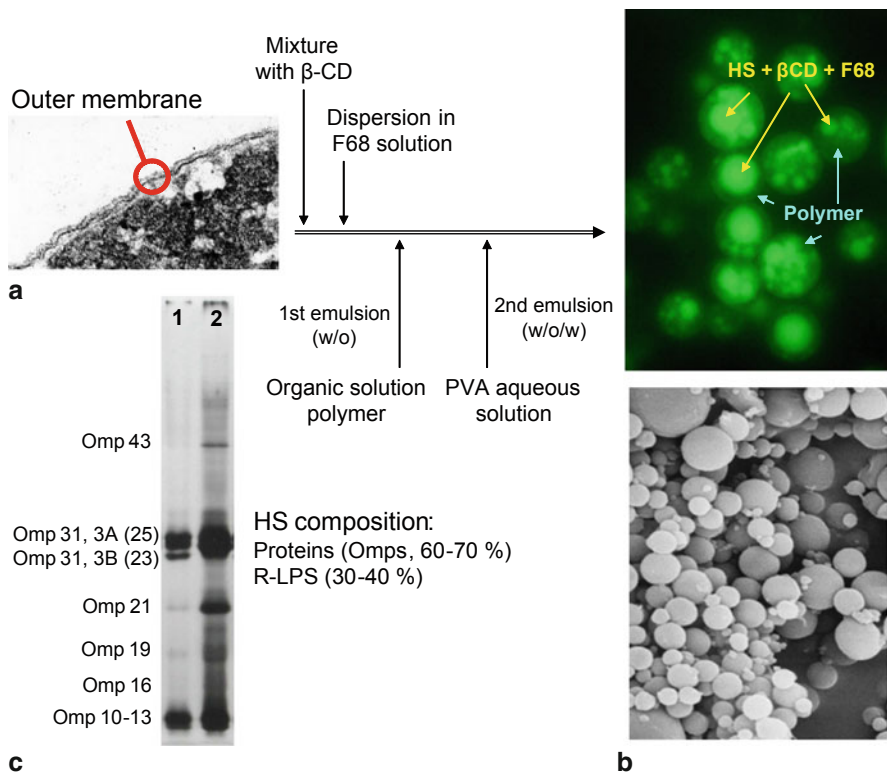 Mixture
with β-CD
Outer membrane
Dispersion in
F68 solution
HS + βCD + F68
Polymer
a
1st emulsion
(w/o)
2nd emulsion
(w/o/w)
Organic solution
polymer
PVA aqueous
solution
1 2
Omp 43
Omp 31, 3A (25)
Omp 31, 3B (23)
Omp 21
Omp 19
Omp 16
Omp 10-13
HS composition:
Proteins (Omps, 60-70 %)
R-LPS (30-40 %)
c
b